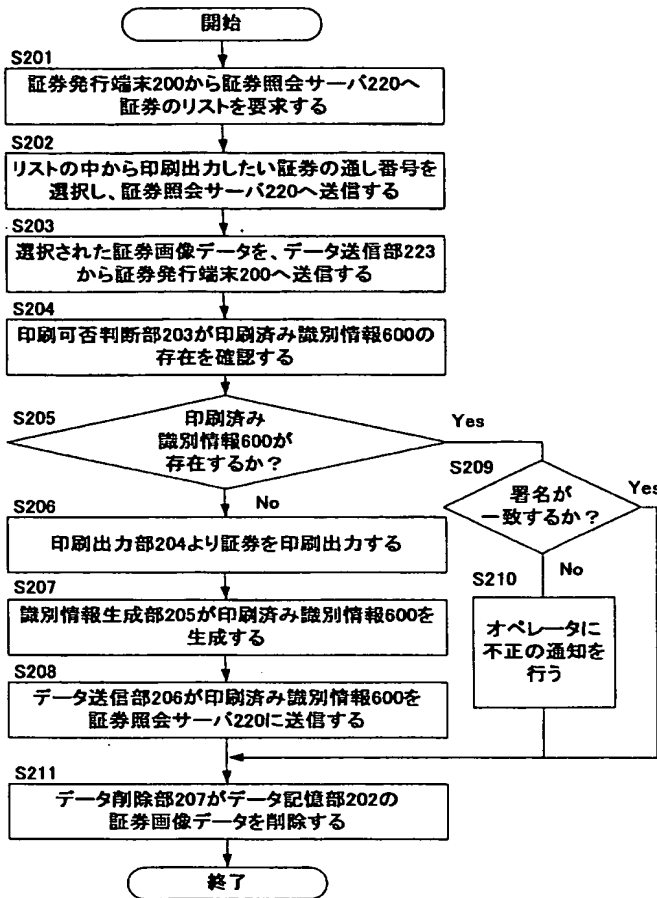 開始
S201
証券発行端末200から証券照会サーバ220へ
証券のリストを要求する
S202
リストの中から印刷出力したい証券の通し番号を
選択し、証券照会サーバ220へ送信する
S203
選択された証券画像データを、データ送信部223
から証券発行端末200へ送信する
S204
印刷可否判断部203が印刷済み識別情報600の
存在を確認する
S205
印刷済み
識別情報600が
存在するか？
Yes
No
S209
署名が
一致するか？
Yes
No
S206
印刷出力部204より証券を印刷出力する
S210
オペレータに
不正の通知を
行う
S207
識別情報生成部205が印刷済み識別情報600を
生成する
S208
データ送信部206が印刷済み識別情報600を
証券照会サーバ220に送信する
S211
データ削除部207がデータ記憶部202の
証券画像データを削除する
終了